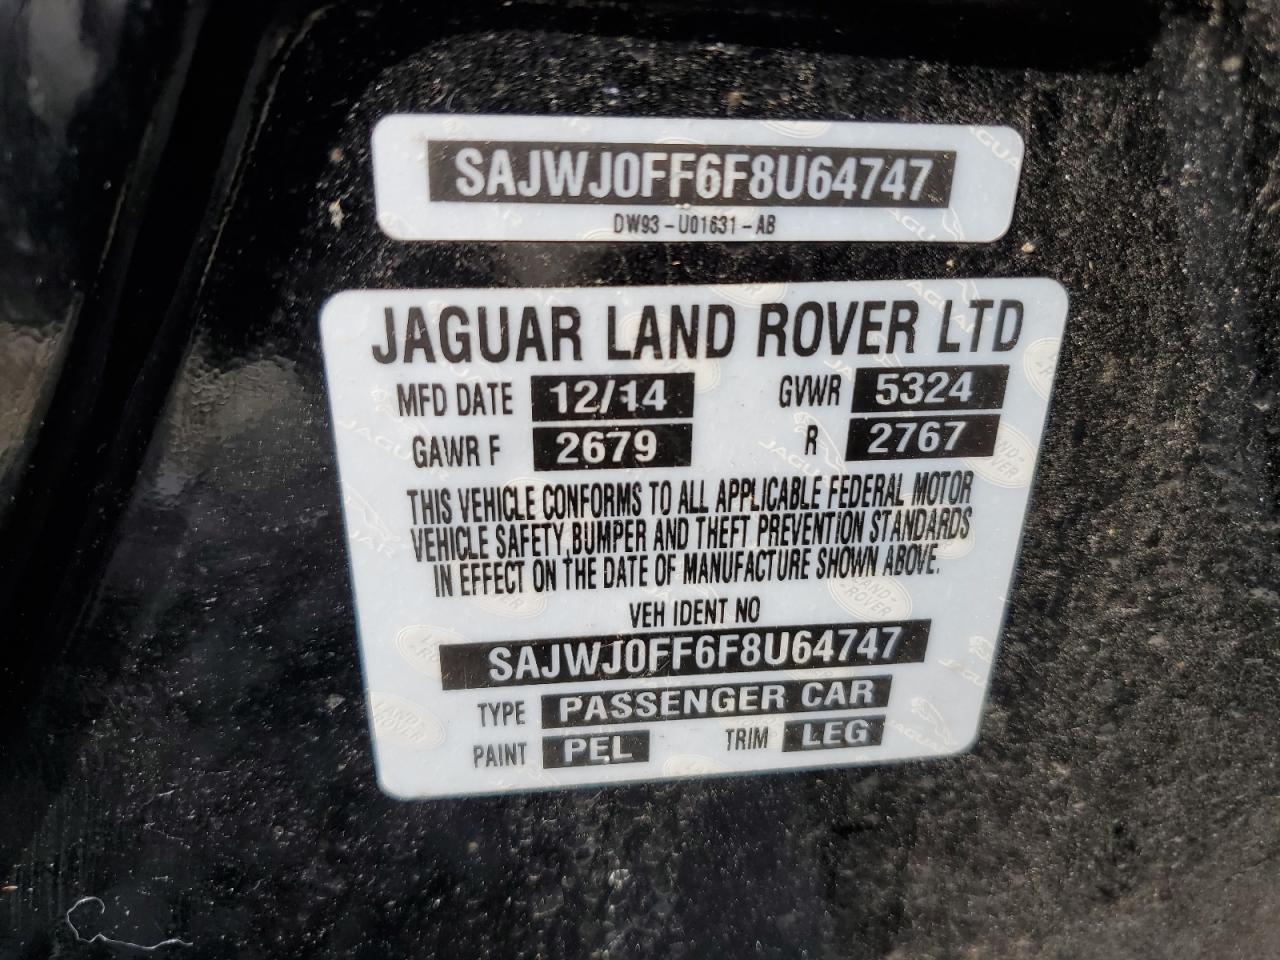 SAJWJ0FF6F8U64747
DW93-U01631-AB
JAGUAR LAND ROVER LTD
MFD DATE 12/14 GVWR 5324
GAWR F 2679 R 2767
THIS VEHICLE CONFORMS TO ALL APPLICABLE FEDERAL MOTOR
VEHICLE SAFETY,BUMPER AND THEFT PREVENTION STANDARDS
IN EFFECT ON THE DATE OF MANUFACTURE SHOWN ABOVE.
VEH IDENT NO
SAJWJ0FF6F8U64747
TYPE PASSENGER CAR
PAINT PEL TRIM LEG